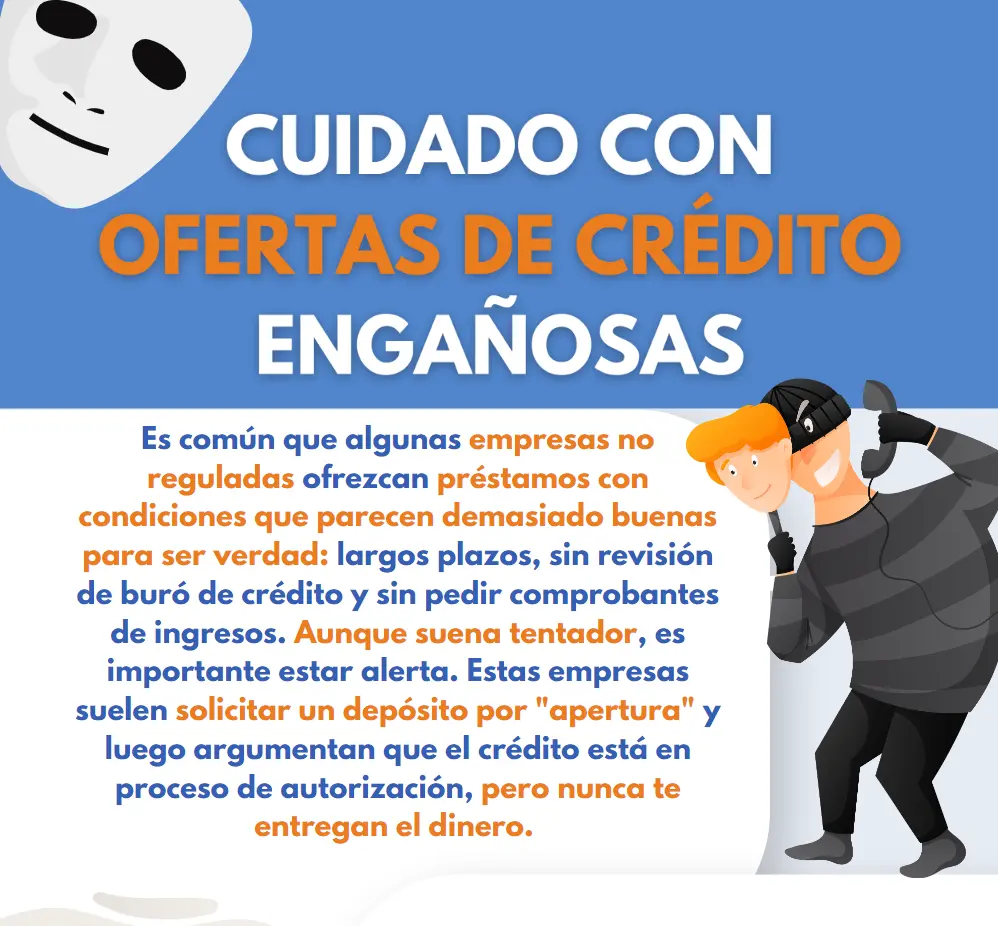 CUIDADO CON
OFERTAS DE CRÉDITO
ENGAÑOSAS
Es común que algunas empresas no
reguladas ofrezcan préstamos con
condiciones que parecen demasiado buenas
para ser verdad: largos plazos, sin revisión
de buró de crédito y sin pedir comprobantes
de ingresos. Aunque suena tentador, es
importante estar alerta. Estas empresas
suelen solicitar un depósito por "apertura" y
luego argumentan que el crédito está en
proceso de autorización, pero nunca te
entregan el dinero.